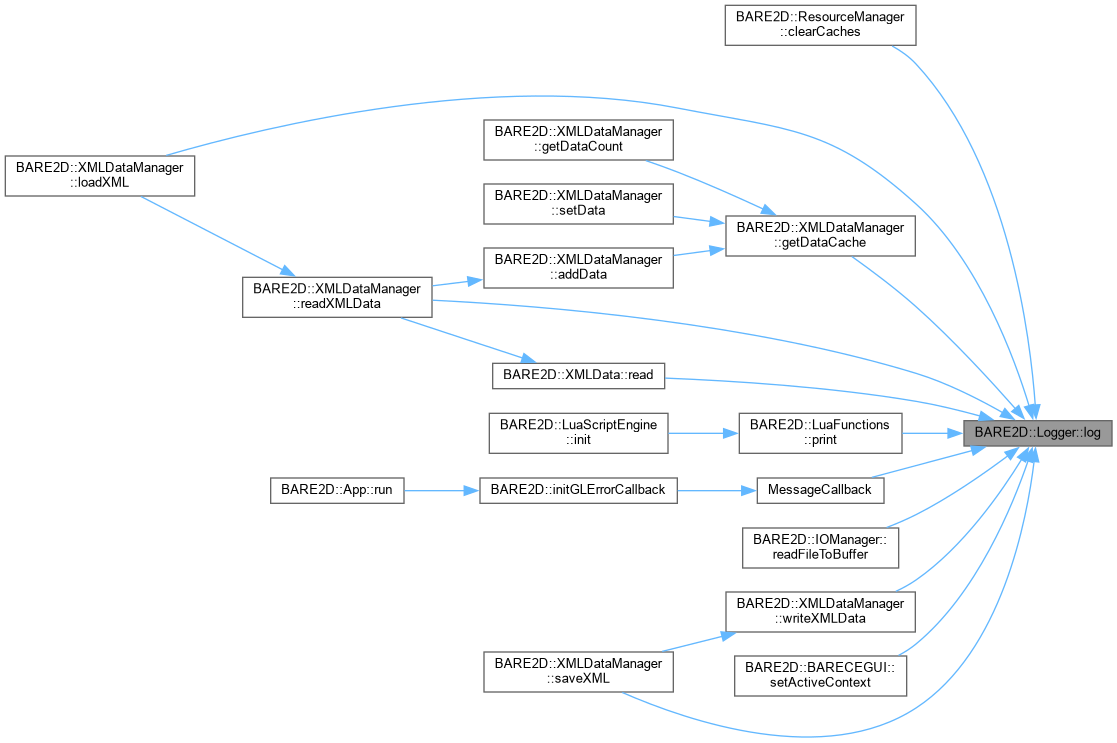 BARE2D::ResourceManager
::clearCaches
BARE2D::XMLDataManager
::getDataCount
BARE2D::XMLDataManager
::loadXML
BARE2D::XMLDataManager
::setData
BARE2D::XMLDataManager
::getDataCache
BARE2D::XMLDataManager
::addData
BARE2D::XMLDataManager
::readXMLData
BARE2D::XMLData::read
BARE2D::LuaScriptEngine
::init
BARE2D::LuaFunctions
::print
BARE2D::Logger::log
BARE2D::App::run
BARE2D::initGLErrorCallback
MessageCallback
BARE2D::IOManager::
readFileToBuffer
BARE2D::XMLDataManager
::writeXMLData
BARE2D::XMLDataManager
::saveXML
BARE2D::BARECEGUI::
setActiveContext